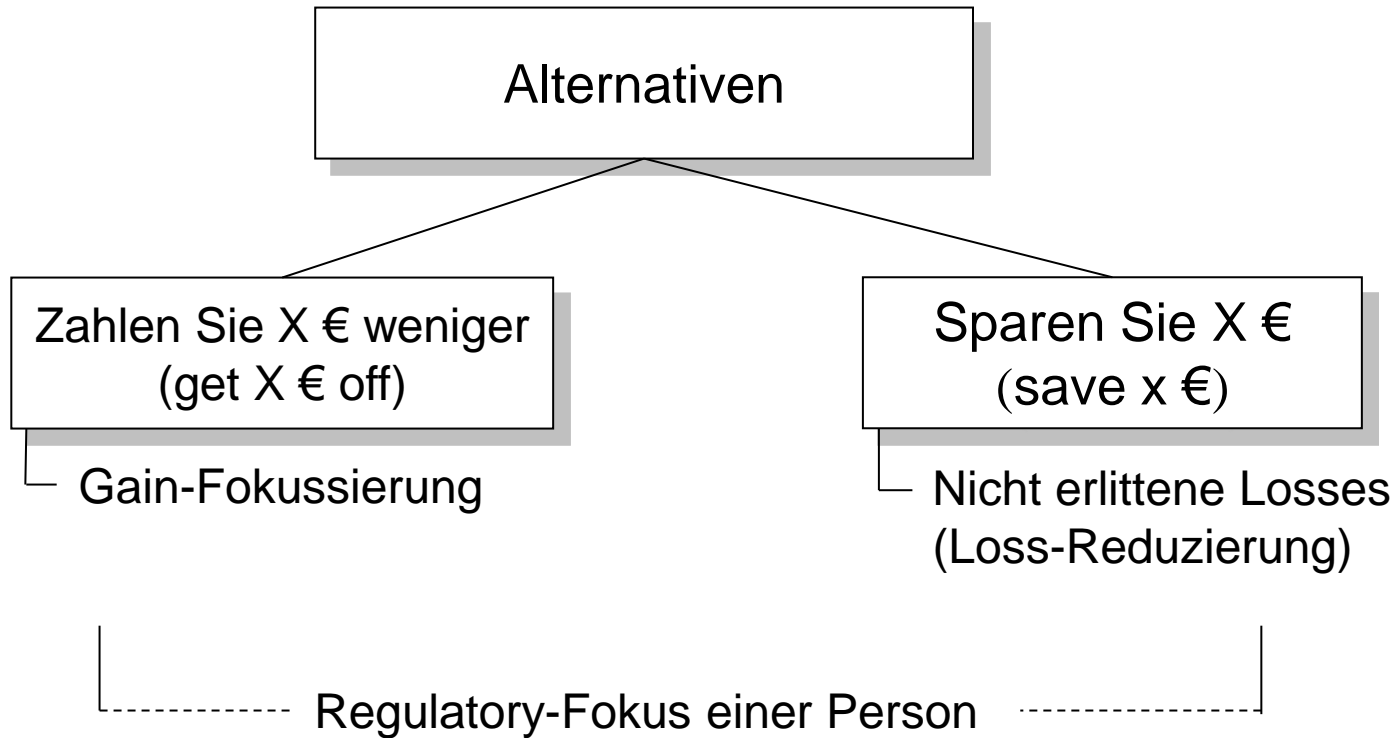 Alternativen
Zahlen Sie X € weniger
(get X € off)
Sparen Sie X €
(save x €)
Gain-Fokussierung
Nicht erlittene Losses
(Loss-Reduzierung)
Regulatory-Fokus einer Person